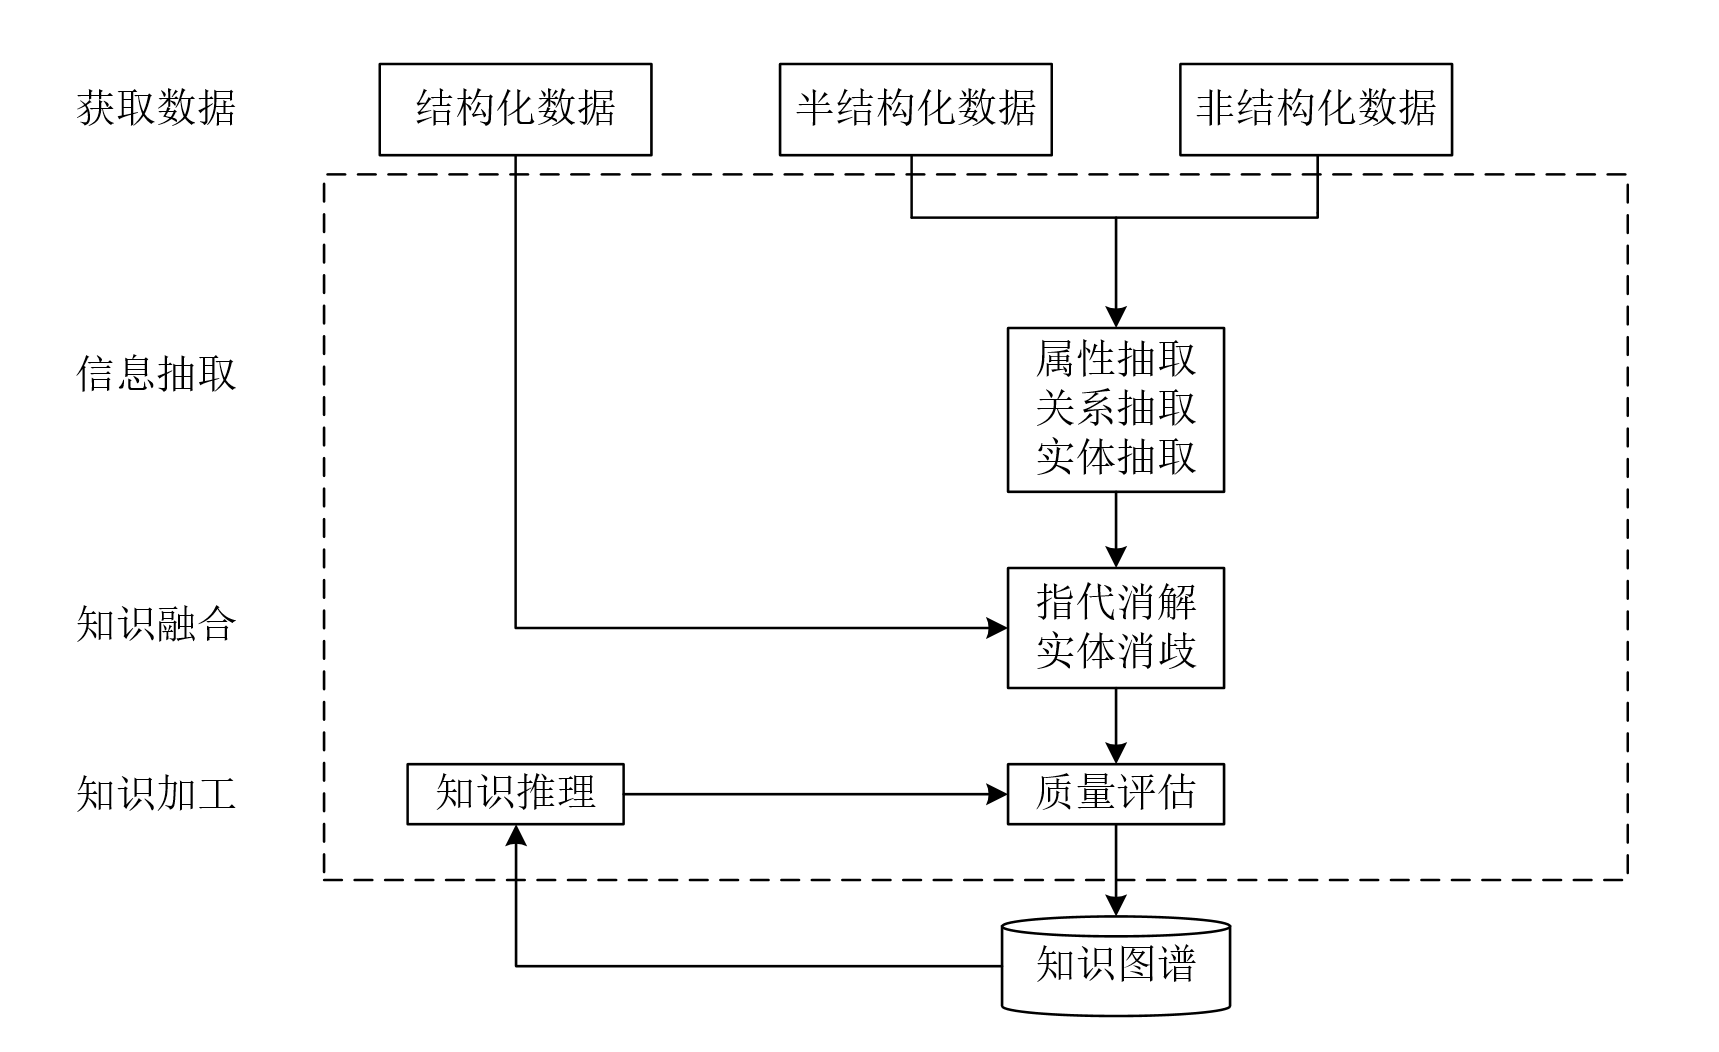 获取数据
结构化数据
半结构化数据
非结构化数据
信息抽取
属性抽取
关系抽取
实体抽取
知识融合
指代消解
实体消歧
知识加工
知识推理
质量评估
知识图谱